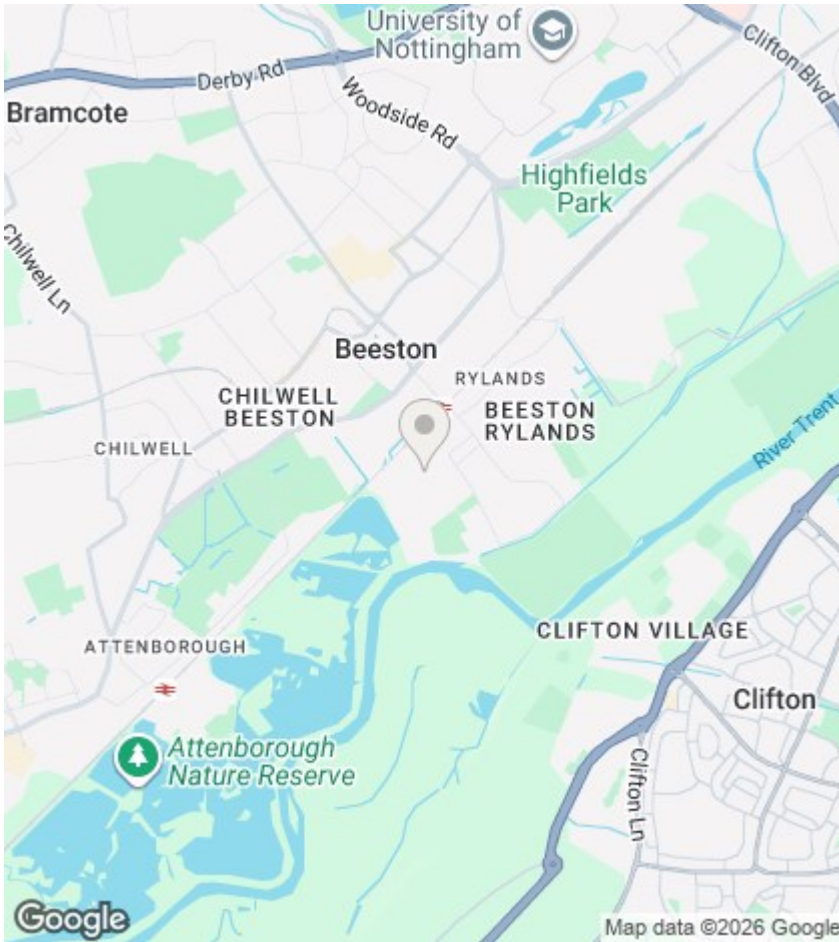 University of
Nottingham
Derby Rd
Clifton Blvd
Bramcote
Woodside Rd
Highfields
Park
Chilwell Ln
Beeston
RYLANDS
CHILWELL
BEESTON
BEESTON
RYLANDS
CHILWELL
River Trent
ATTENBOROUGH
CLIFTON VILLAGE
Clifton
Attenborough
Nature Reserve
Clifton Ln
Google
Map data ©2026 Google